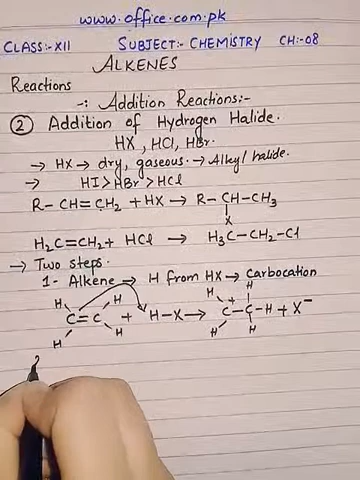 www.office.com.pk
CLASS:-XII SUBJECT:- CHEMISTRY CH:-08
ALKENES
Reactions
-: Addition Reactions:-
② Addition of Hydrogen Halide.
HX, HCl, HBr.
→ HX → dry, gaseous. → Alkyl halide.
→ HI > HBr > HCl
R-CH=CH₂ + HX → R-CH-CH₃
X
H₂C=CH₂ + HCl → H₃C-CH₂-Cl
→ Two steps.
1- Alkene → H from HX → Carbocation
H H H H
C=C + H-X → C⁺-C-H + X⁻
H H H H
2